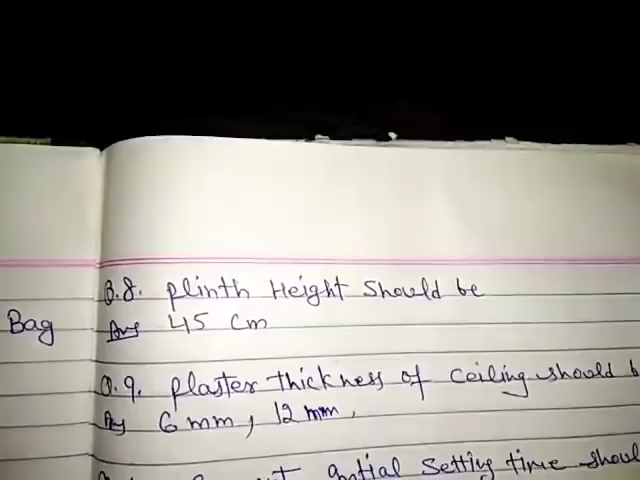 Bag
Q.8. Plinth Height Should be
Ans 45 cm
Q.9. Plaster thickness of ceiling should b
Ans 6 mm, 12 mm,
setting time shoul